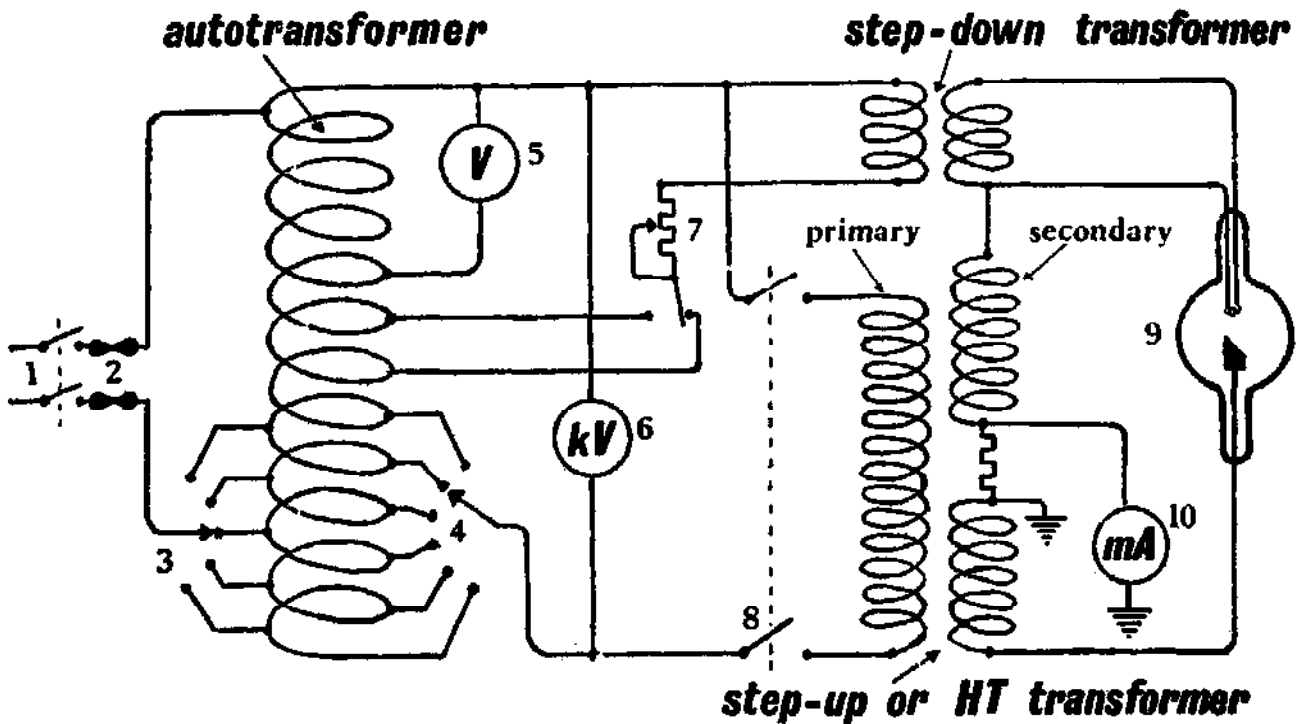 autotransformer
step-down transformer
V 5
7
primary
secondary
1
2
9
kV 6
3
4
10
mA
8
step-up or HT transformer